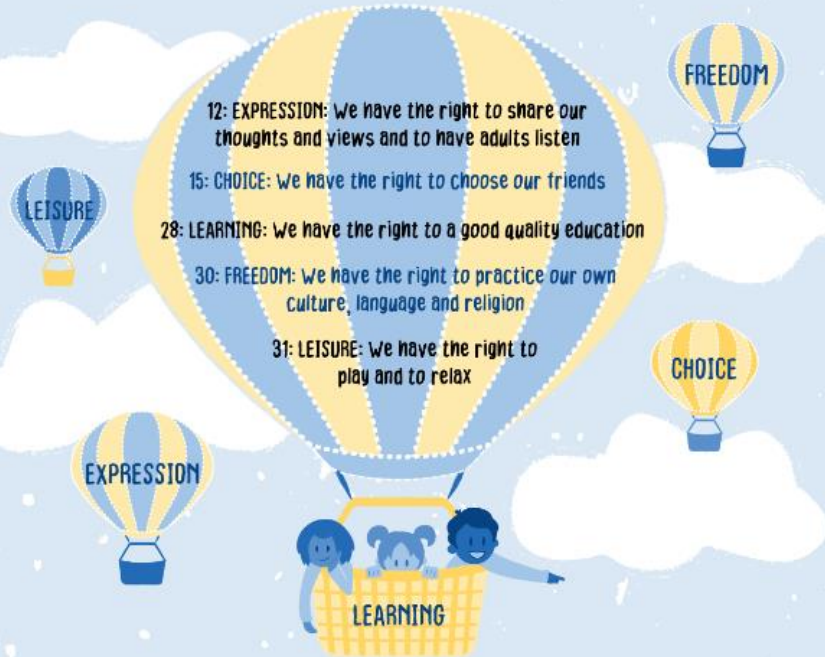 FREEDOM
12: EXPRESSION: We have the right to share our
thoughts and views and to have adults listen
15: CHOICE: We have the right to choose our friends
LEISURE
28: LEARNING: We have the right to a good quality education
30: FREEDOM: We have the right to practice our own
culture, language and religion
31: LEISURE: We have the right to
play and to relax
CHOICE
EXPRESSION
LEARNING